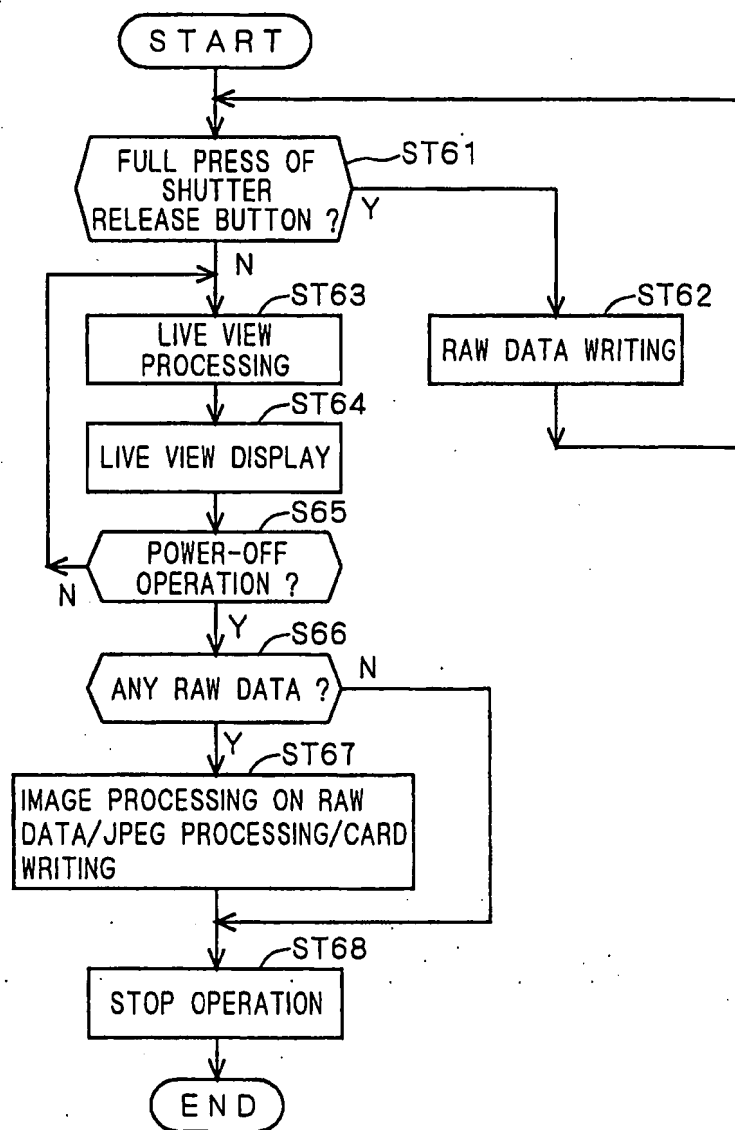 START
FULL PRESS OF
SHUTTER
RELEASE BUTTON ?
ST61
Y
N
ST63
LIVE VIEW
PROCESSING
ST62
RAW DATA WRITING
ST64
LIVE VIEW DISPLAY
S65
POWER-OFF
OPERATION ?
N
Y
S66
ANY RAW DATA ?
N
Y
ST67
IMAGE PROCESSING ON RAW
DATA/JPEG PROCESSING/CARD
WRITING
ST68
STOP OPERATION
END